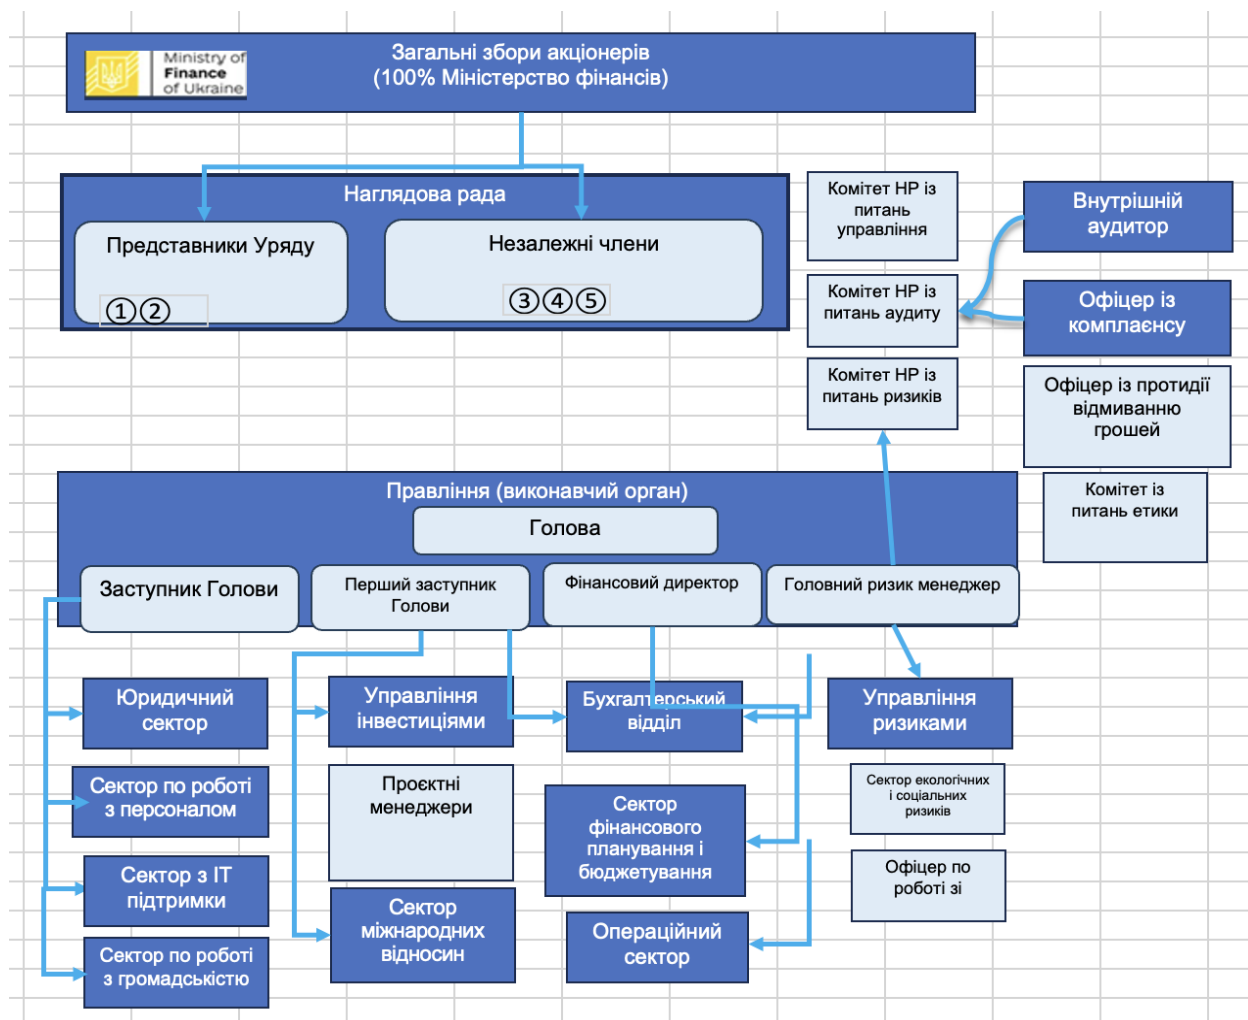 Загальні збори акціонерів
(100% Міністерство фінансів)
Ministry of
Finance
of Ukraine
Наглядова рада
Представники Уряду
①②
Незалежні члени
③④⑤
Комітет НР із
питань
управління
Комітет НР із
питань аудиту
Комітет НР із
питань ризиків
Внутрішній
аудитор
Офіцер із
комплаєнсу
Офіцер із протидії
відмиванню
грошей
Комітет із
питань етики
Правління (виконавчий орган)
Голова
Заступник Голови
Перший заступник
Голови
Фінансовий директор
Головний ризик менеджер
Юридичний
сектор
Сектор по роботі
з персоналом
Сектор з ІТ
підтримки
Сектор по роботі
з громадськістю
Управління
інвестиціями
Проєктні
менеджери
Сектор
міжнародних
відносин
Бухгалтерський
відділ
Сектор
фінансового
планування і
бюджетування
Операційний
сектор
Управління
ризиками
Сектор екологічних
і соціальних
ризиків
Офіцер по
роботі зі